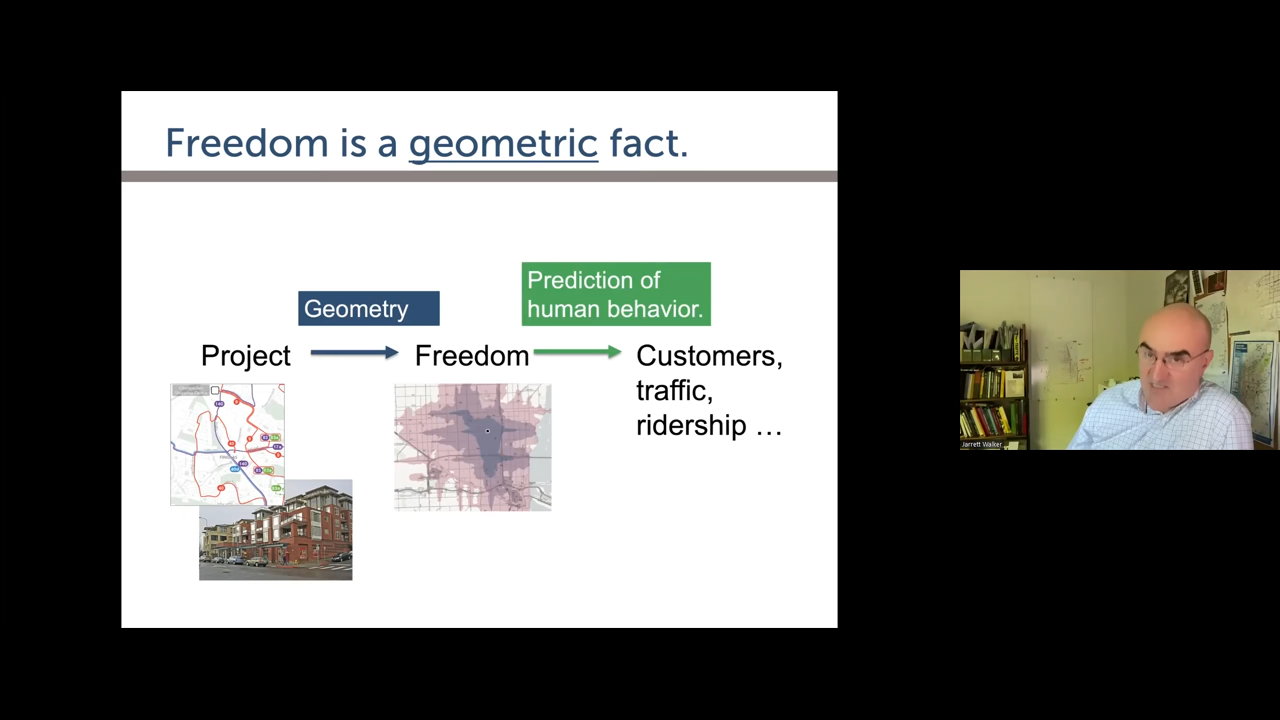 Freedom is a geometric fact.
Geometry
Prediction of
human behavior.
Project
Freedom
Customers,
traffic,
ridership …
Jarrett Walker